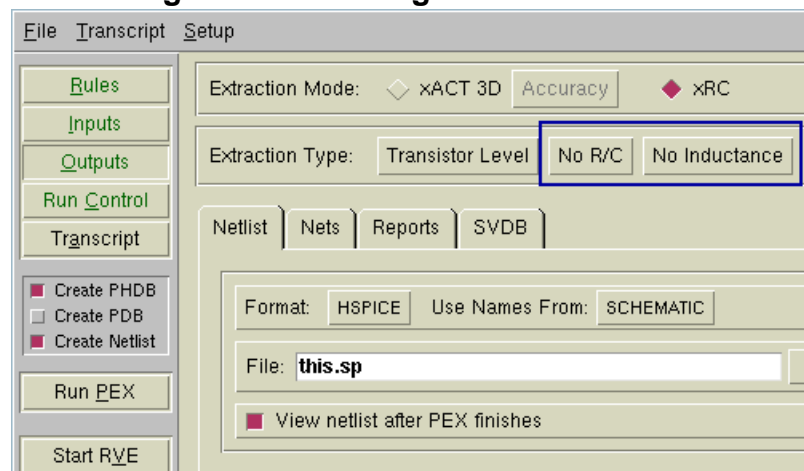 File Transcript Setup
Rules
Inputs
Outputs
Run Control
Transcript
Create PHDB
Create PDB
Create Netlist
Run PEX
Start RVE
Extraction Mode: xACT 3D Accuracy xRC
Extraction Type: Transistor Level No R/C No Inductance
Netlist Nets Reports SVDB
Format: HSPICE Use Names From: SCHEMATIC
File: this.sp
View netlist after PEX finishes